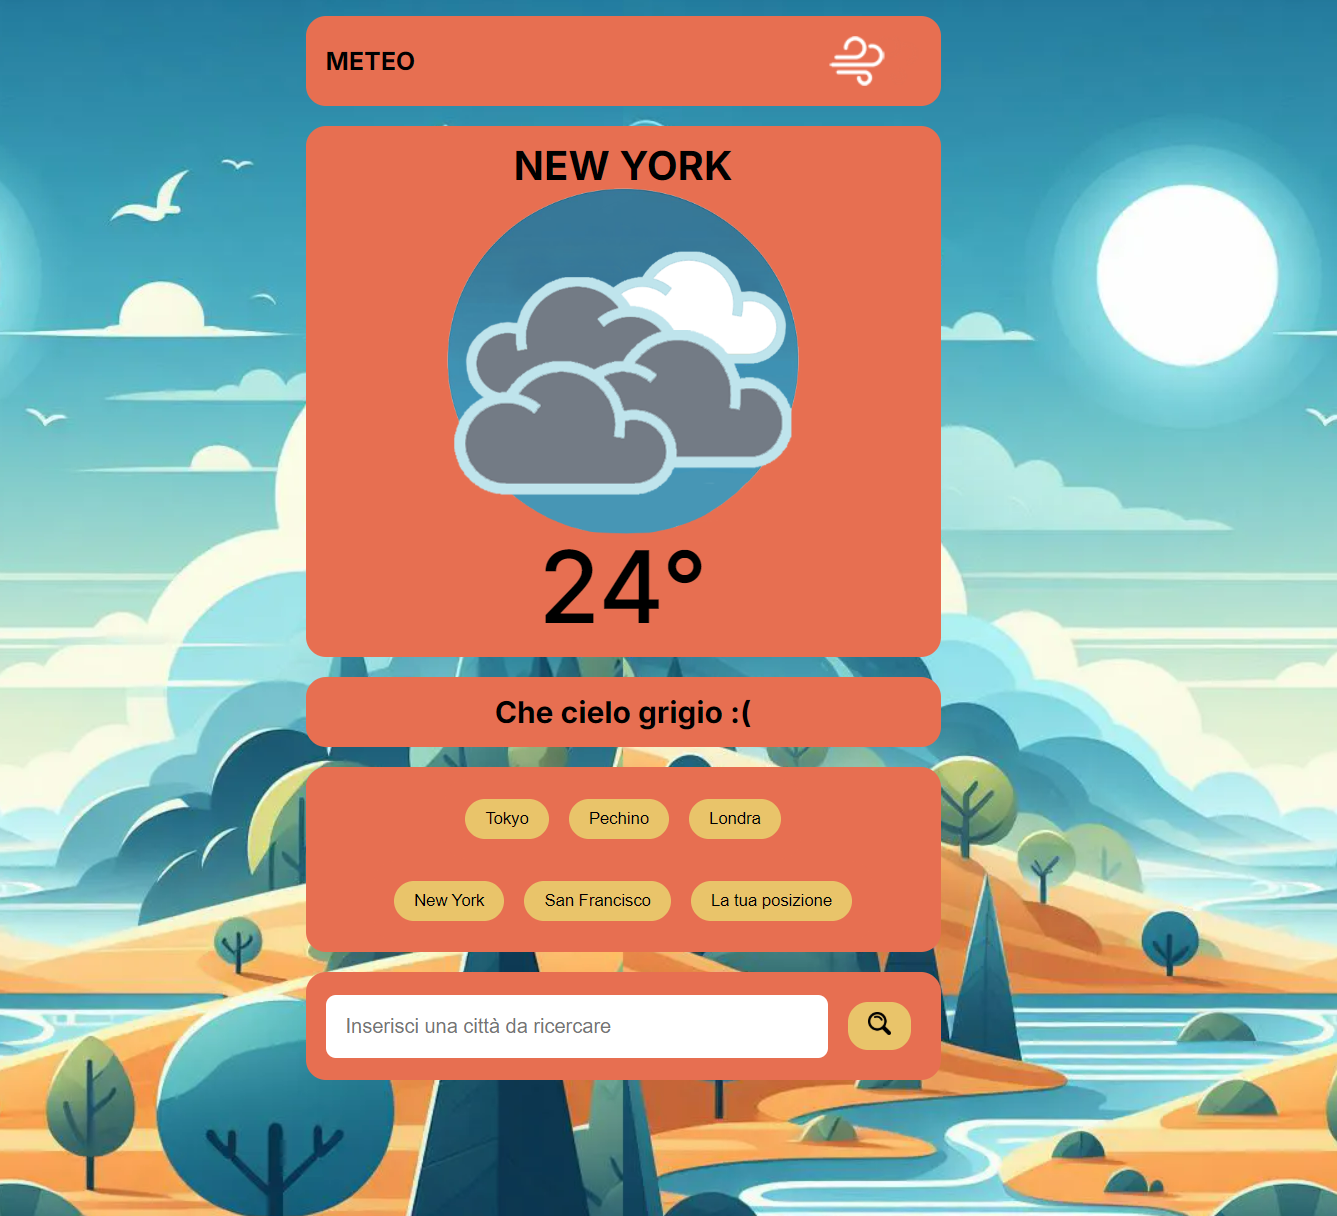 METEO
NEW YORK
24°
Che cielo grigio :(
Tokyo Pechino Londra
New York San Francisco La tua posizione
Inserisci una città da ricercare